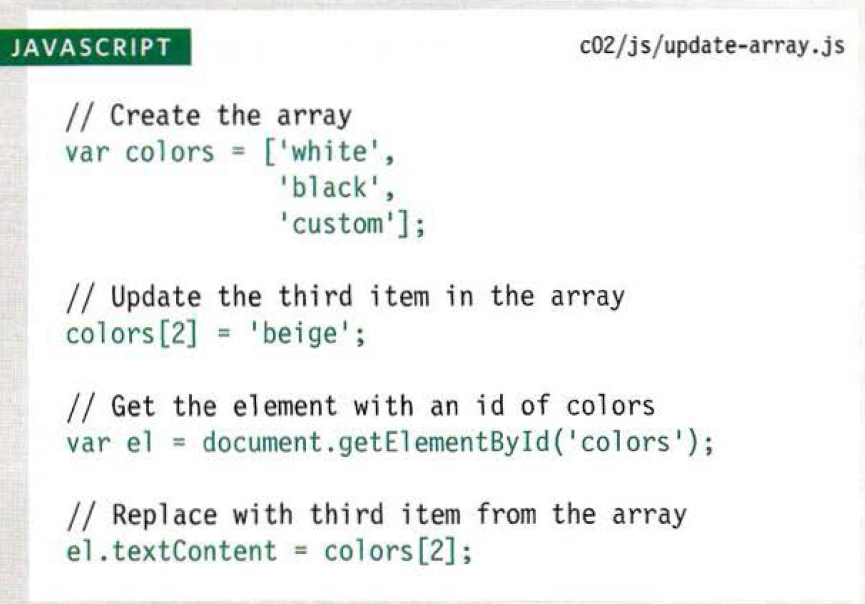 JAVASCRIPT
c02/js/update-array.js
// Create the array
var colors = ['white',
'black',
'custom'];
// Update the third item in the array
colors[2] = 'beige';
// Get the element with an id of colors
var el = document.getElementById('colors');
// Replace with third item from the array
el.textContent = colors[2];